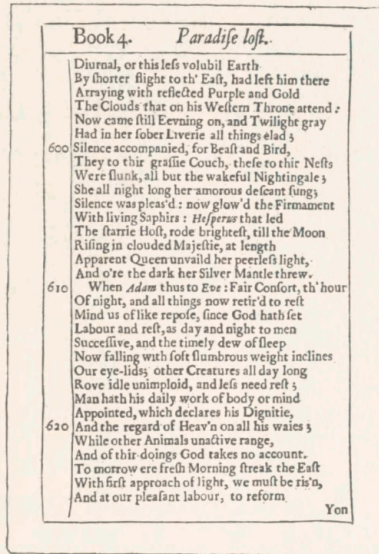 Book 4. Paradiſe loſt.
Diurnal, or this leſs volubil Earth
By ſhorter flight to th' Eaſt, had left him there
Arraying with reflected Purple and Gold
The Clouds that on his Weſtern Throne attend :
Now came ſtill Eevning on, and Twilight gray
Had in her ſober Liverie all things clad ;
600 Silence accompanied, for Beaſt and Bird,
They to thir graſſie Couch, theſe to thir Neſts
Were ſlunk, all but the wakeful Nightingale ;
She all night long her amorous deſcant ſung ;
Silence was pleas'd : now glow'd the Firmament
With living Saphirs : Heſperus that led
The ſtarrie Hoſt, rode brighteſt, till the Moon
Riſing in clouded Majeſtie, at length
Apparent Queen unvaild her peerleſs light,
And o're the dark her Silver Mantle threw.
610 When Adam thus to Eve : Fair Conſort, th' hour
Of night, and all things now retir'd to reſt
Mind us of like repoſe, ſince God hath ſet
Labour and reſt, as day and night to men
Succeſſive, and the timely dew of ſleep
Now falling with ſoft ſlumbrous weight inclines
Our eye-lids; other Creatures all day long
Rove idle unimploid, and leſs need reſt ;
Man hath his daily work of body or mind
Appointed, which declares his Dignitie,
620 And the regard of Heav'n on all his waies ;
While other Animals unactive range,
And of thir doings God takes no account.
To morrow ere freſh Morning ſtreak the Eaſt
With firſt approach of light, we muſt be ris'n,
And at our pleaſant labour, to reform
Yon